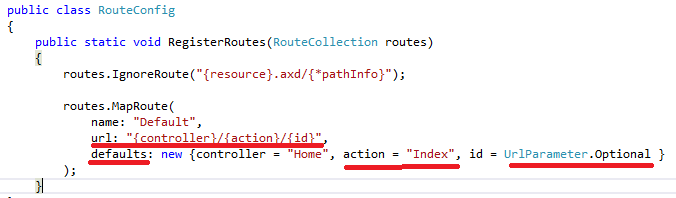 public class RouteConfig
{
public static void RegisterRoutes(RouteCollection routes)
{
routes.IgnoreRoute("{resource}.axd/{*pathInfo}");
routes.MapRoute(
name: "Default",
url: "{controller}/{action}/{id}",
defaults: new {controller = "Home", action = "Index", id = UrlParameter.Optional }
);
}